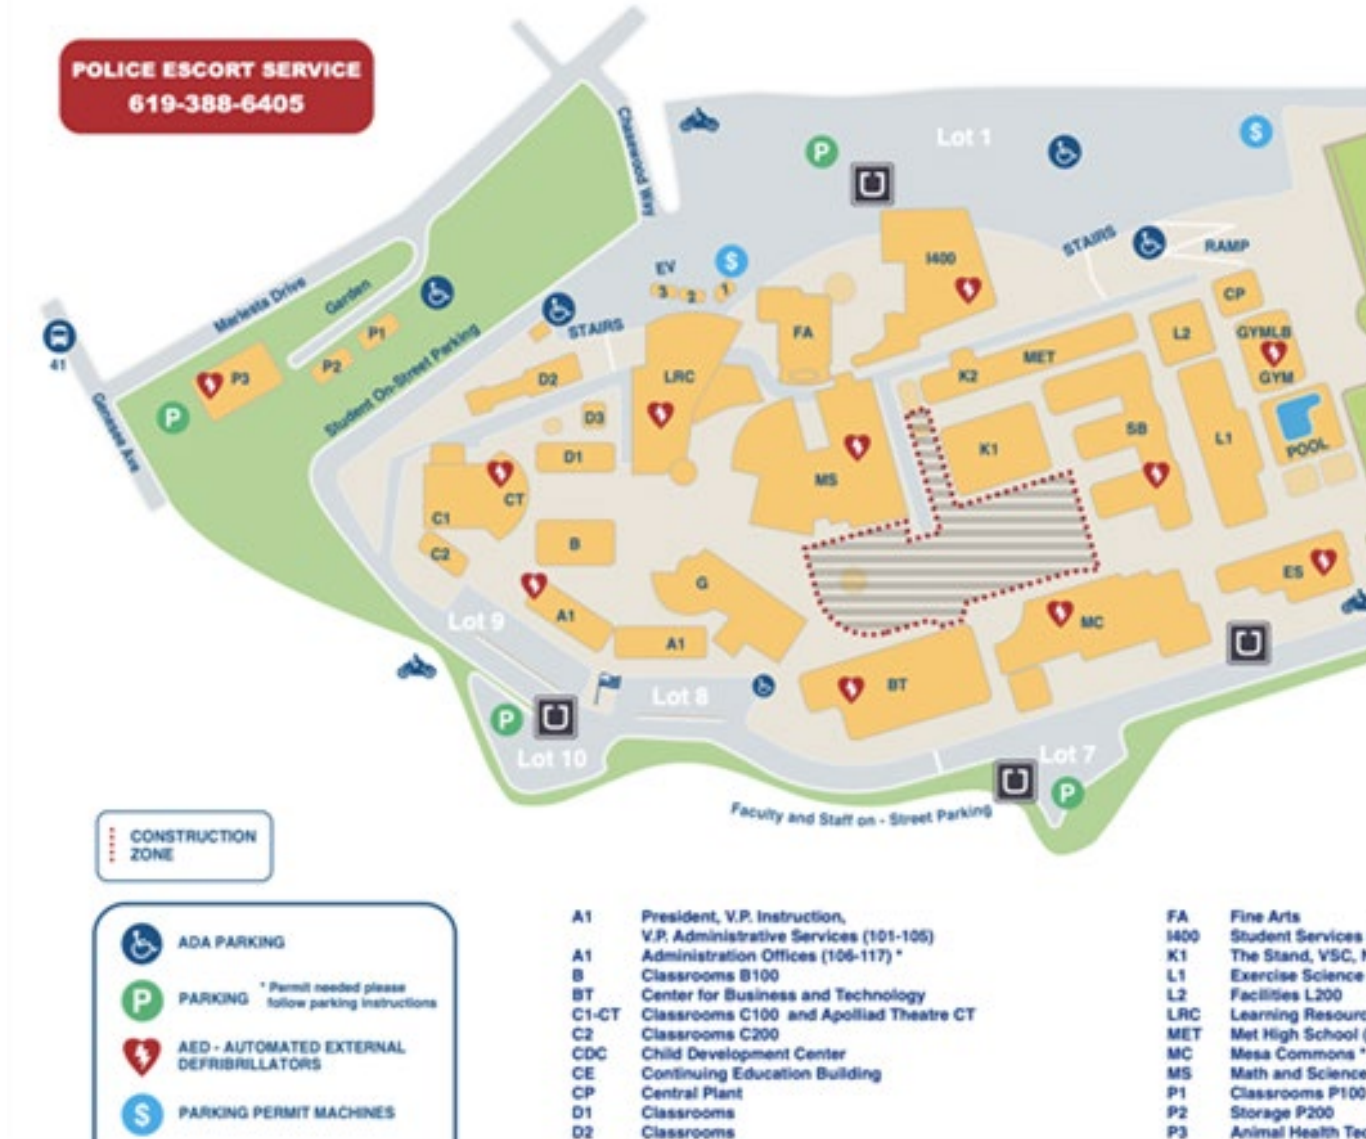 POLICE ESCORT SERVICE
619-388-6405
Chasewood Way
Lot 1
P
$
STAIRS
RAMP
I400
EV
3
2
1
$
Marlesta Drive
Garden
P1
P2
P3
P
41
Genesee Ave
Student On-Street Parking
STAIRS
FA
LRC
D2
D3
D1
CP
L2
GYMLB
GYM
MET
K2
K1
SB
L1
POOL
MS
CT
C1
C2
B
G
A1
A1
ES
MC
BT
Lot 9
Lot 8
P
Lot 10
Lot 7
P
Faculty and Staff on - Street Parking
CONSTRUCTION
ZONE
ADA PARKING
P PARKING * Permit needed please
follow parking instructions
AED - AUTOMATED EXTERNAL
DEFRIBRILLATORS
$ PARKING PERMIT MACHINES
A1 President, V.P. Instruction,
V.P. Administrative Services (101-105)
A1 Administration Offices (106-117) *
B Classrooms B100
BT Center for Business and Technology
C1-CT Classrooms C100 and Apolliad Theatre CT
C2 Classrooms C200
CDC Child Development Center
CE Continuing Education Building
CP Central Plant
D1 Classrooms
D2 Classrooms
FA Fine Arts
I400 Student Services
K1 The Stand, VSC,
L1 Exercise Science
L2 Facilities L200
LRC Learning Resourc
MET Met High School (
MC Mesa Commons *
MS Math and Science
P1 Classrooms P100
P2 Storage P200
P3 Animal Health Te